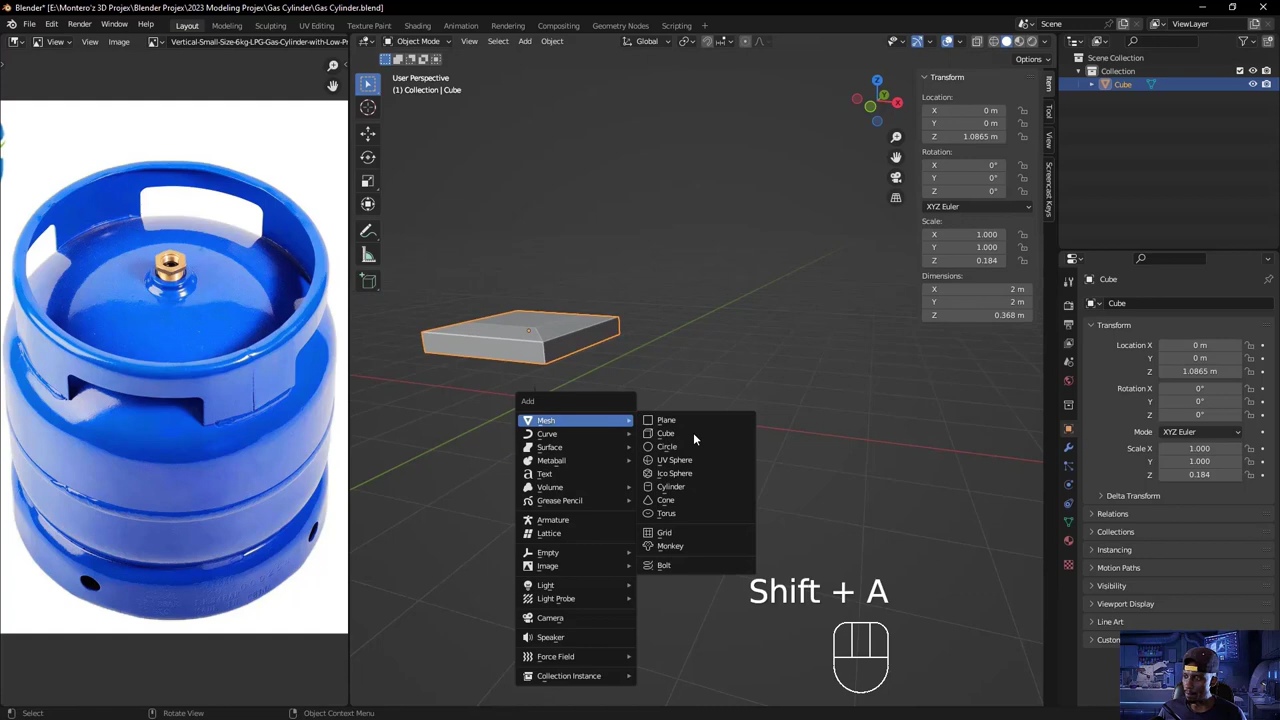 Blender* [E:\Montero'z 3D Projex\Blender Projex\2023 Modeling Projex\Gas Cylinder\Gas Cylinder.blend]
File Edit Render Window Help
Layout Modeling Sculpting UV Editing Texture Paint Shading Animation Rendering Compositing Geometry Nodes Scripting
Scene
ViewLayer
View View Image
Vertical-Small-Size-6kg-LPG-Gas-Cylinder-with-Low-Pr
Object Mode View Select Add Object
Global
Options
User Perspective
(1) Collection | Cube
Transform
Location:
X 0 m
Y 0 m
Z 1.0865 m
Rotation:
X 0°
Y 0°
Z 0°
XYZ Euler
Scale:
X 1.000
Y 1.000
Z 0.184
Dimensions:
X 2 m
Y 2 m
Z 0.368 m
Item
Tool
View
Screencast Keys
Z
Y
X
Add
Mesh
Curve
Surface
Metaball
Text
Volume
Grease Pencil
Armature
Lattice
Empty
Image
Light
Light Probe
Camera
Speaker
Force Field
Collection Instance
Plane
Cube
Circle
UV Sphere
Ico Sphere
Cylinder
Cone
Torus
Grid
Monkey
Bolt
Shift + A
Scene Collection
Collection
Cube
Cube
Cube
Transform
Location X 0 m
Y 0 m
Z 1.0865 m
Rotation X 0°
Y 0°
Z 0°
Mode XYZ Euler
Scale X 1.000
Y 1.000
Z 0.184
Delta Transform
Relations
Collections
Instancing
Motion Paths
Visibility
Viewport Display
Line Art
Custo
Select
Rotate View
Object Context Menu